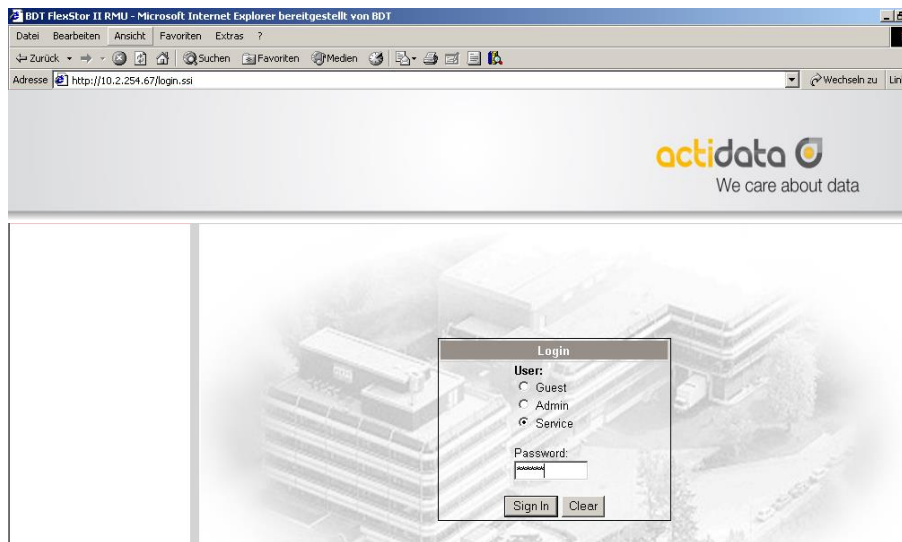 BDT FlexStor II RMU - Microsoft Internet Explorer bereitgestellt von BDT
Datei Bearbeiten Ansicht Favoriten Extras ?
Zurück Suchen Favoriten Medien
Adresse http://10.2.254.67/login.ssi Wechseln zu Lin
actidata
We care about data
Login
User:
Guest
Admin
Service
Password:
******
Sign In Clear